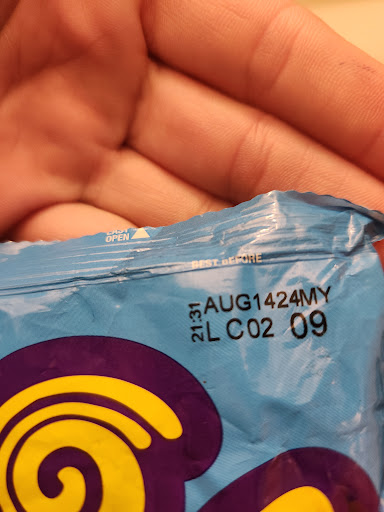 EASY
OPEN
BEST BEFORE
21:31
AUG1424MY
L C02 09